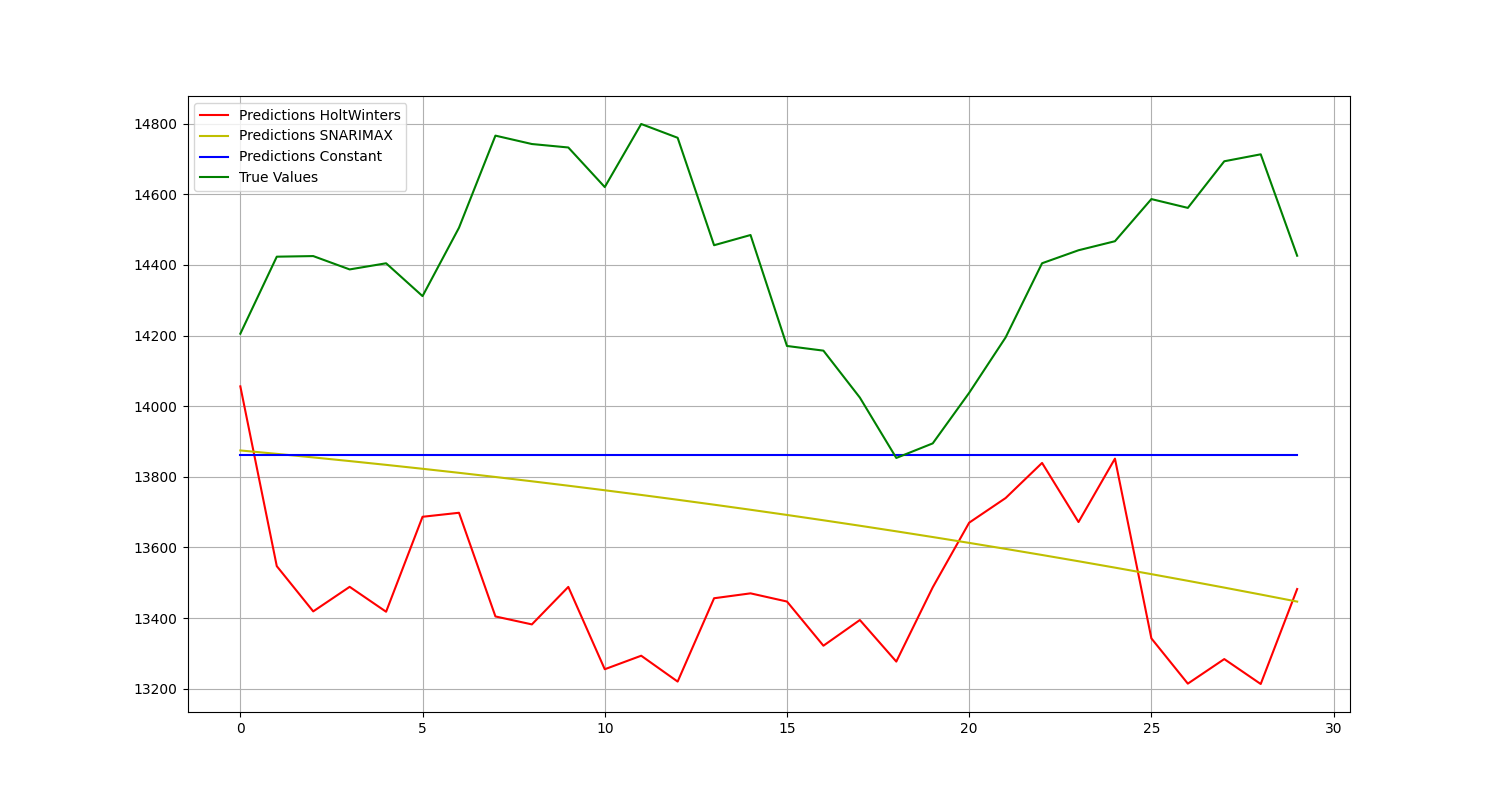 Predictions HoltWinters
Predictions SNARIMAX
Predictions Constant
True Values
14800
14600
14400
14200
14000
13800
13600
13400
13200
0 5 10 15 20 25 30